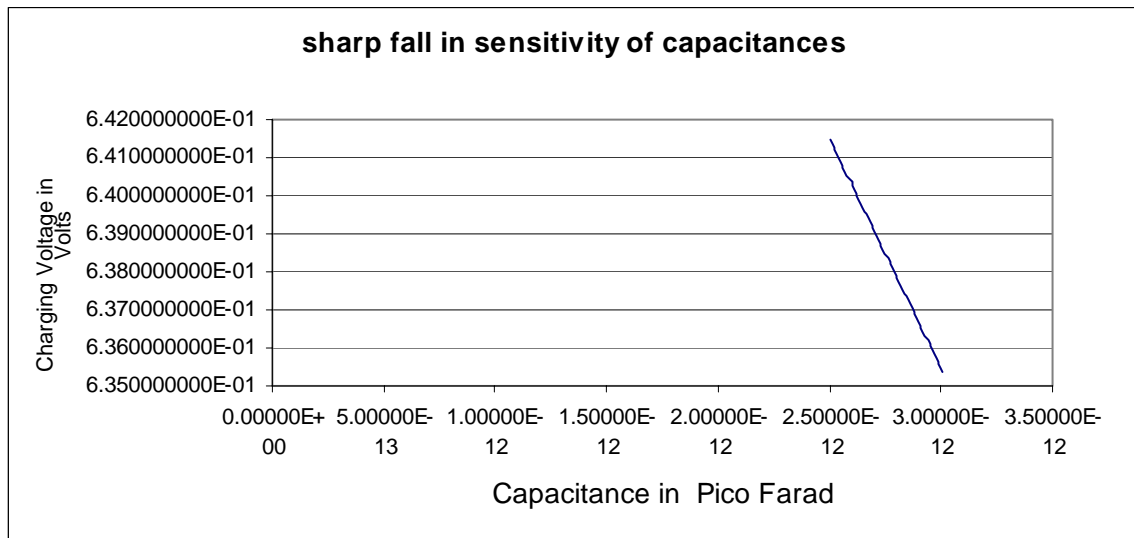 sharp fall in sensitivity of capacitances
6.420000000E-01
6.410000000E-01
6.400000000E-01
6.390000000E-01
6.380000000E-01
6.370000000E-01
6.360000000E-01
6.350000000E-01
Charging Voltage in
Volts
0.00000E+ 5.00000E- 1.00000E- 1.50000E- 2.00000E- 2.50000E- 3.00000E- 3.50000E-
00 13 12 12 12 12 12 12
Capacitance in Pico Farad